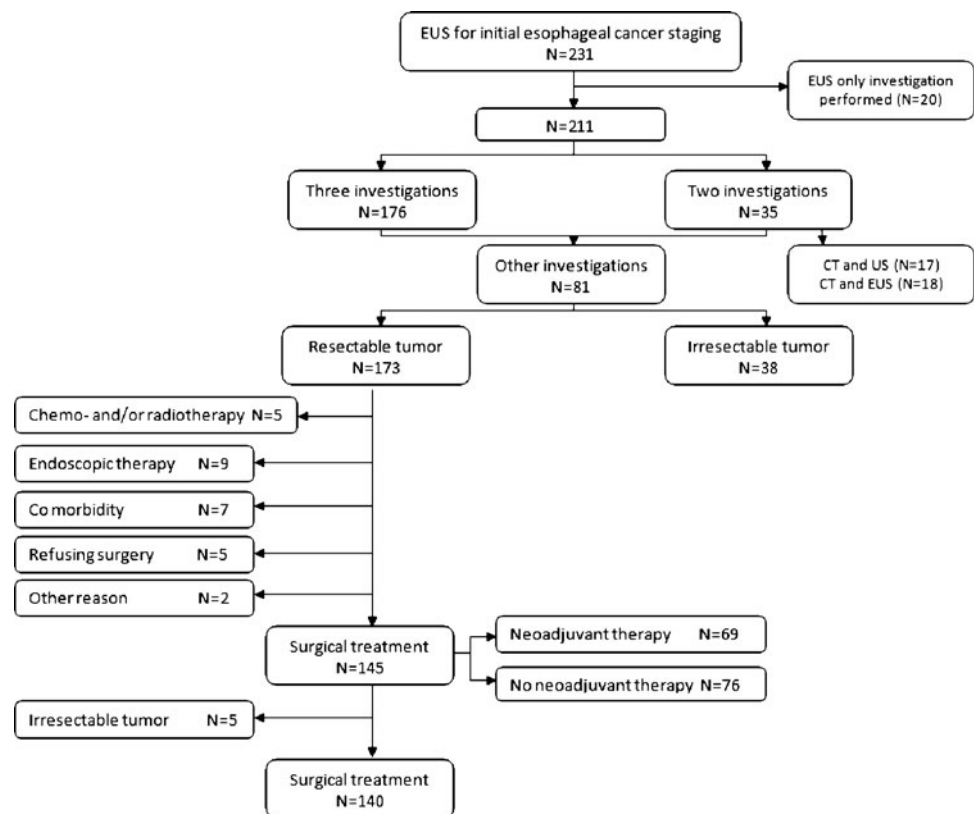 EUS for initial esophageal cancer staging
N=231
EUS only investigation
performed (N=20)
N=211
Three investigations
N=176
Two investigations
N=35
Other investigations
N=81
CT and US (N=17)
CT and EUS (N=18)
Resectable tumor
N=173
Irresectable tumor
N=38
Chemo- and/or radiotherapy N=5
Endoscopic therapy N=9
Co morbidity N=7
Refusing surgery N=5
Other reason N=2
Surgical treatment
N=145
Neoadjuvant therapy N=69
No neoadjuvant therapy N=76
Irresectable tumor N=5
Surgical treatment
N=140